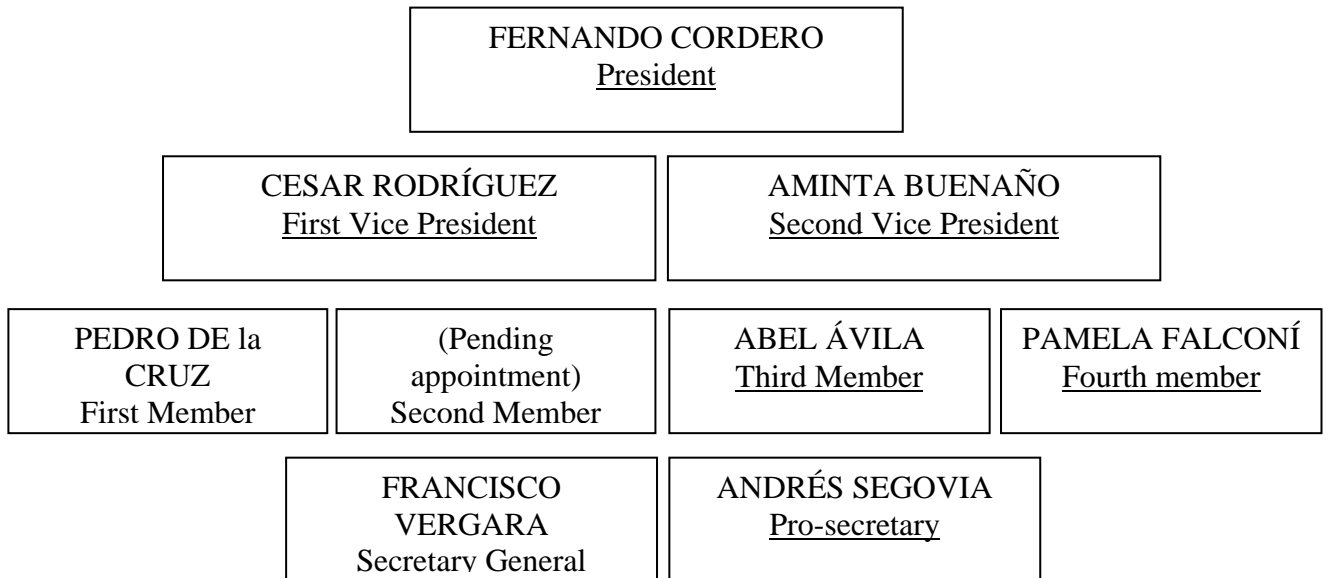 FERNANDO CORDERO
President
CESAR RODRÍGUEZ
First Vice President
AMINTA BUENAÑO
Second Vice President
PEDRO DE la
CRUZ
First Member
(Pending
appointment)
Second Member
ABEL ÁVILA
Third Member
PAMELA FALCONÍ
Fourth member
FRANCISCO
VERGARA
Secretary General
ANDRÉS SEGOVIA
Pro-secretary